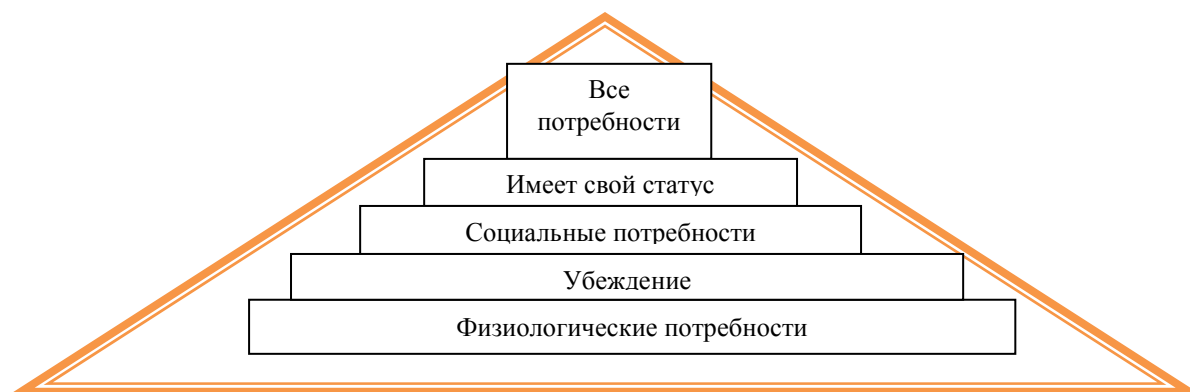 Все
потребности
Имеет свой статус
Социальные потребности
Убеждение
Физиологические потребности